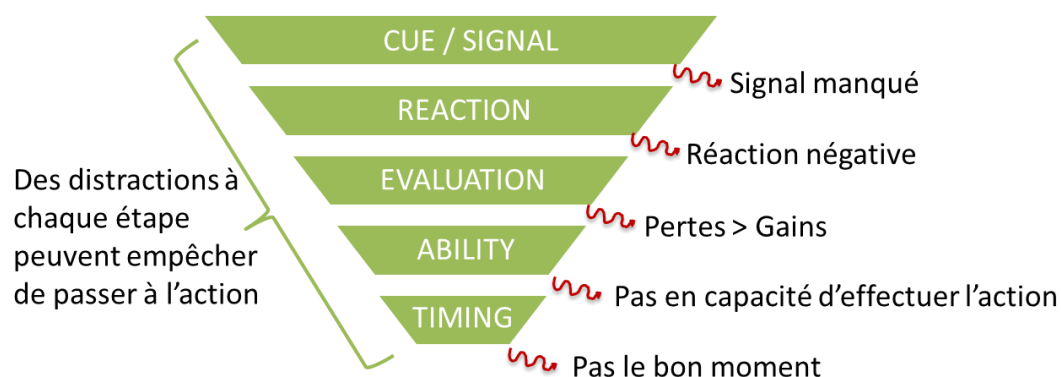 CUE / SIGNAL
Signal manqué
REACTION
Réaction négative
EVALUATION
Pertes > Gains
ABILITY
Pas en capacité d’effectuer l’action
TIMING
Pas le bon moment
Des distractions à
chaque étape
peuvent empêcher
de passer à l’action